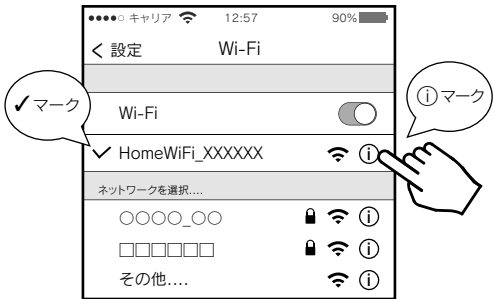 ●●●●○ キャリア 12:57 90%
< 設定 Wi-Fi
✓マーク
ⓘマーク
Wi-Fi
✓ HomeWiFi_XXXXXX ⓘ
ネットワークを選択....
○○○○_○○ ⓘ
□□□□□□ ⓘ
その他.... ⓘ